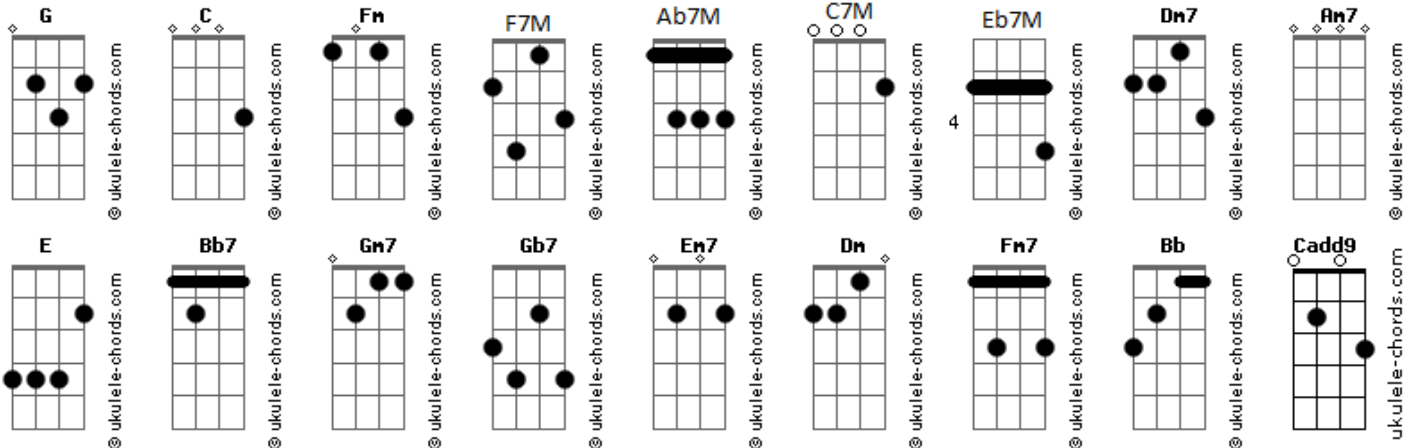 G C Fm F7M Ab7M C7M Eb7M Dm7 Am7
© ukulele-chords.com © ukulele-chords.com © ukulele-chords.com © ukulele-chords.com © ukulele-chords.com © ukulele-chords.com © ukulele-chords.com © ukulele-chords.com © ukulele-chords.com
4
E Bb7 Gm7 Gb7 Em7 Dm Fm7 Bb Cadd9
© ukulele-chords.com © ukulele-chords.com © ukulele-chords.com © ukulele-chords.com © ukulele-chords.com © ukulele-chords.com © ukulele-chords.com © ukulele-chords.com ukulele-chords.com